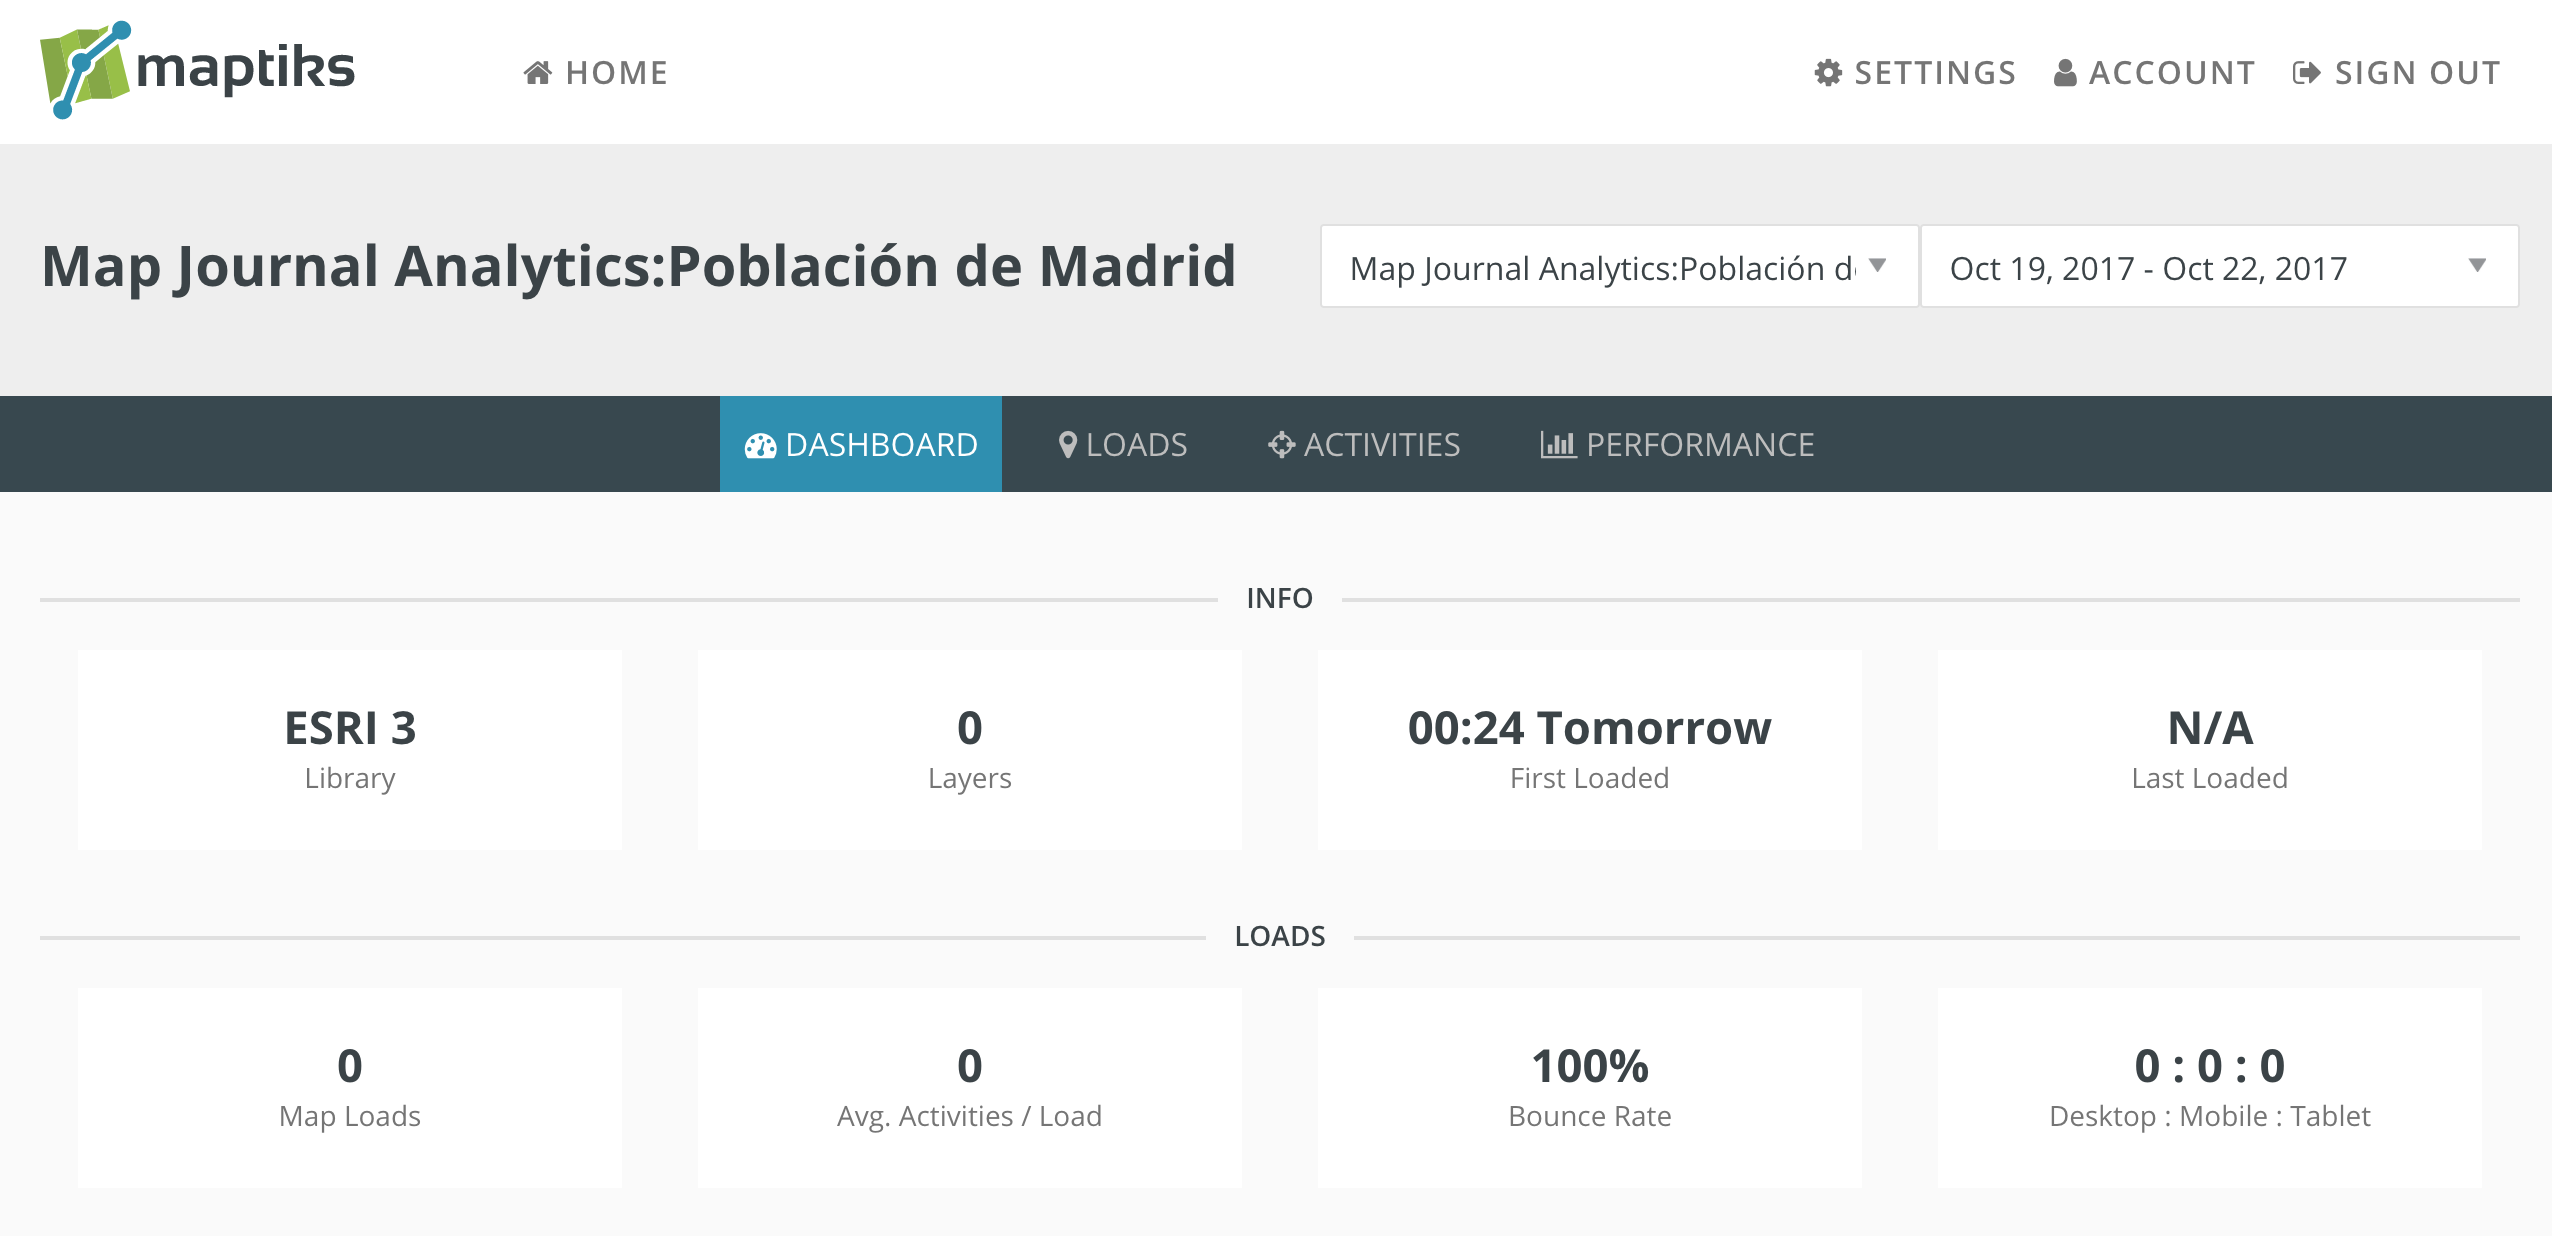 maptiks
HOME
SETTINGS
ACCOUNT
SIGN OUT
Map Journal Analytics:Población de Madrid
Map Journal Analytics:Población d
Oct 19, 2017 - Oct 22, 2017
DASHBOARD
LOADS
ACTIVITIES
PERFORMANCE
INFO
ESRI 3
Library
0
Layers
00:24 Tomorrow
First Loaded
N/A
Last Loaded
LOADS
0
Map Loads
0
Avg. Activities / Load
100%
Bounce Rate
0 : 0 : 0
Desktop : Mobile : Tablet